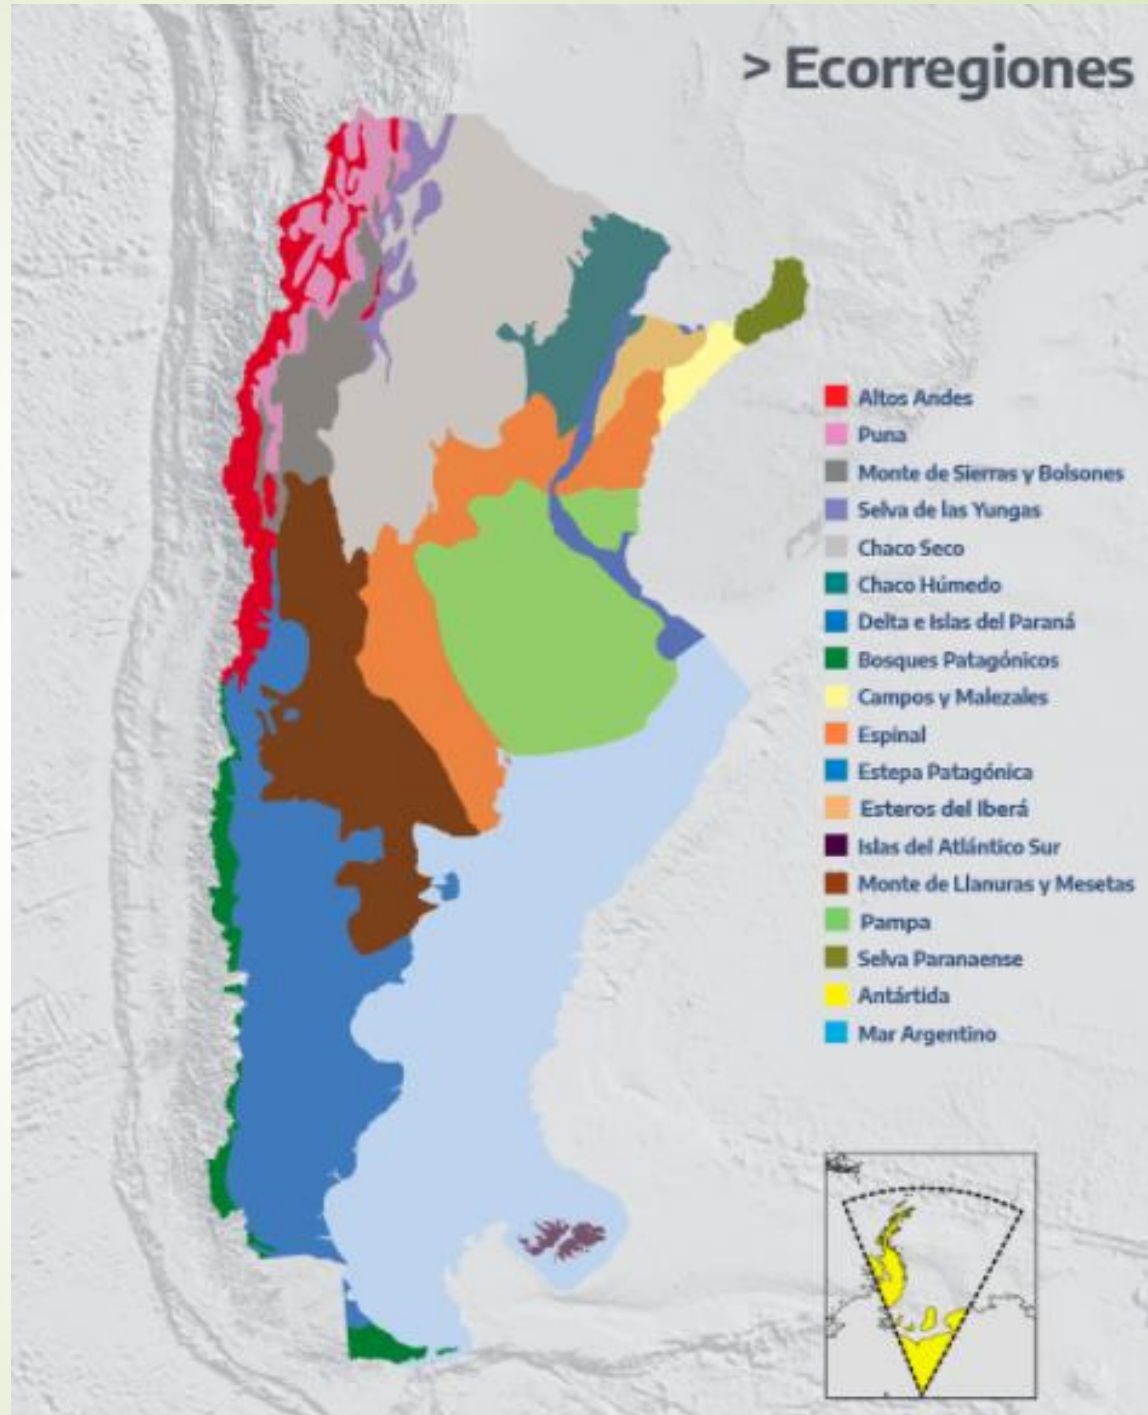 > Ecorregiones
Altos Andes
Puna
Monte de Sierras y Bolsones
Selva de las Yungas
Chaco Seco
Chaco Húmedo
Delta e Islas del Paraná
Bosques Patagónicos
Campos y Malezales
Espinal
Estepa Patagónica
Esteros del Iberá
Islas del Atlántico Sur
Monte de Llanuras y Mesetas
Pampa
Selva Paranaense
Antártida
Mar Argentino